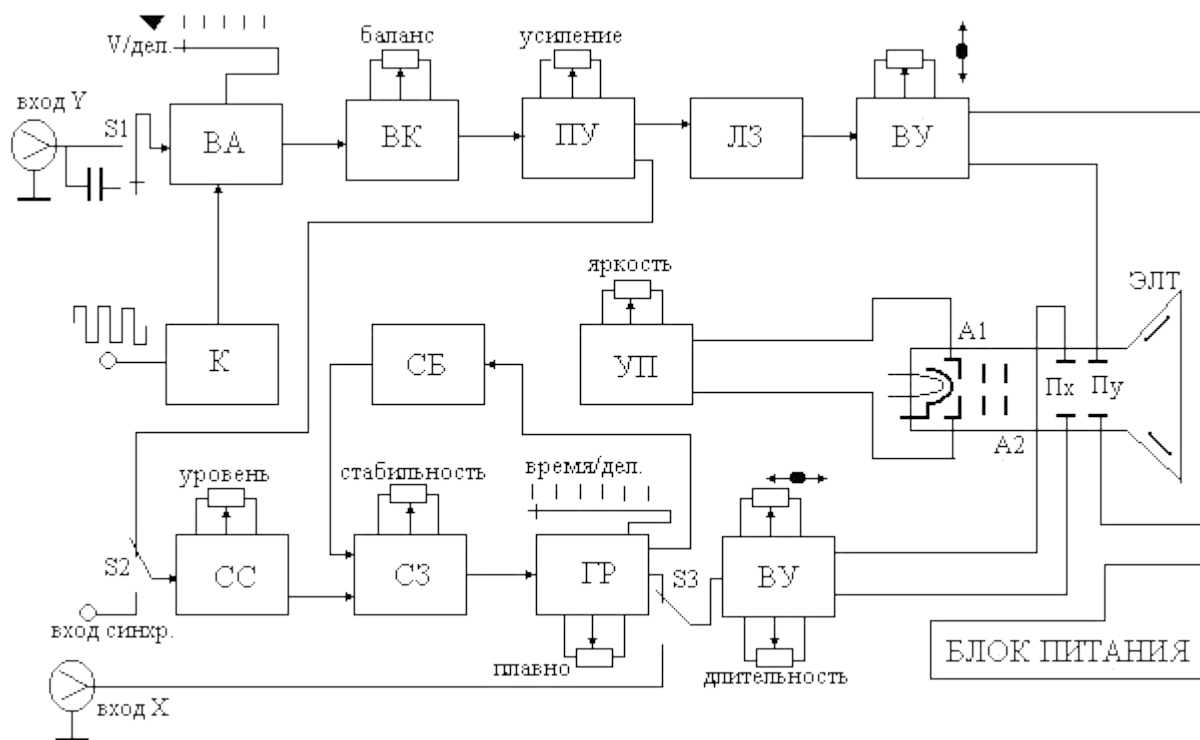 V/дел.
баланс
усиление
вход Y
S1
ВА
ВК
ПУ
ЛЗ
ВУ
яркость
ЭЛТ
К
СБ
УП
А1
Пх
Пу
А2
уровень
стабильность
время/дел.
S2
СС
СЗ
ГР
S3
ВУ
вход синхр.
плавно
длительность
БЛОК ПИТАНИЯ
вход X